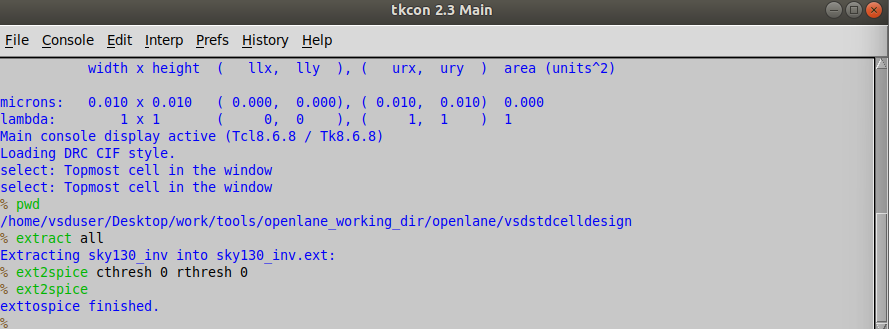 tkcon 2.3 Main
File Console Edit Interp Prefs History Help
width x height ( llx, lly ), ( urx, ury ) area (units^2)
microns: 0.010 x 0.010 ( 0.000, 0.000), ( 0.010, 0.010) 0.000
lambda: 1 x 1 ( 0, 0 ), ( 1, 1 ) 1
Main console display active (Tcl8.6.8 / Tk8.6.8)
Loading DRC CIF style.
select: Topmost cell in the window
select: Topmost cell in the window
% pwd
/home/vsduser/Desktop/work/tools/openlane_working_dir/openlane/vsdstdcelldesign
% extract all
Extracting sky130_inv into sky130_inv.ext:
% ext2spice cthresh 0 rthresh 0
% ext2spice
exttospice finished.
%